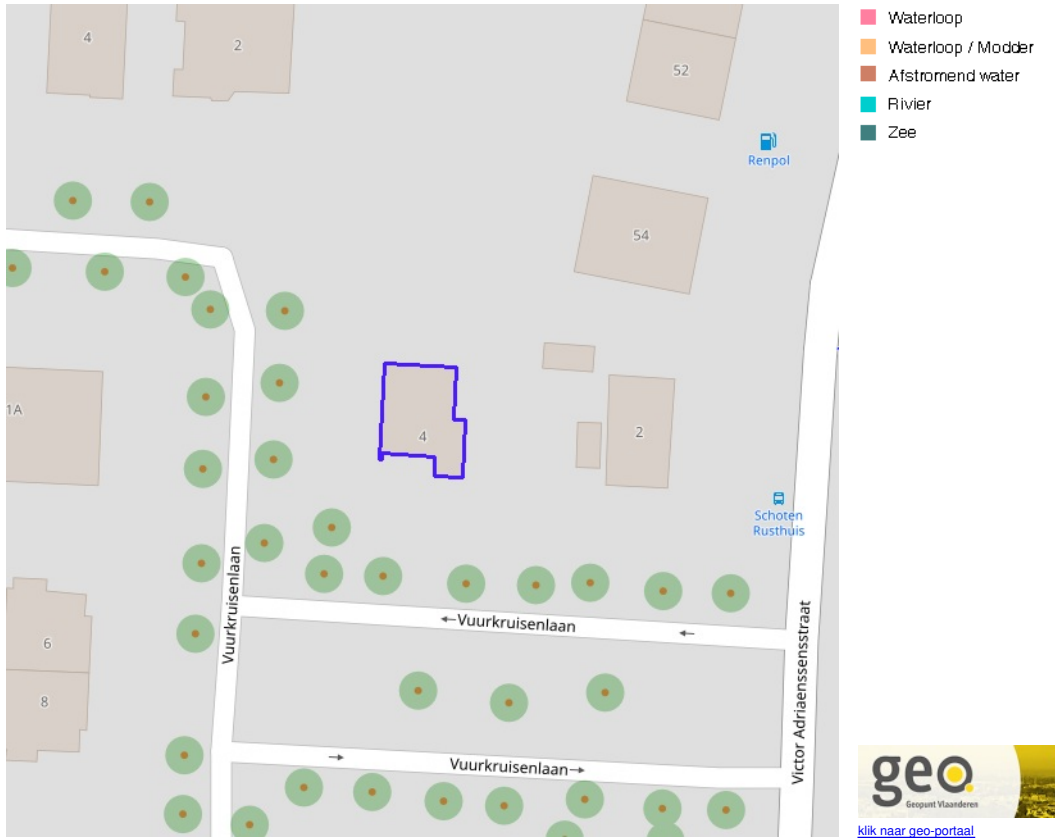 4
2
52
Renpol
54
1A
4
2
Schoten
Rusthuis
Vuurkruisenlaan
←Vuurkruisenlaan ←
6
8
Victor Adriaenssensstraat
→ Vuurkruisenlaan→
Waterloop
Waterloop / Modder
Afstromend water
Rivier
Zee
geo.
Geopunt Vlaanderen
klik naar geo-portaal